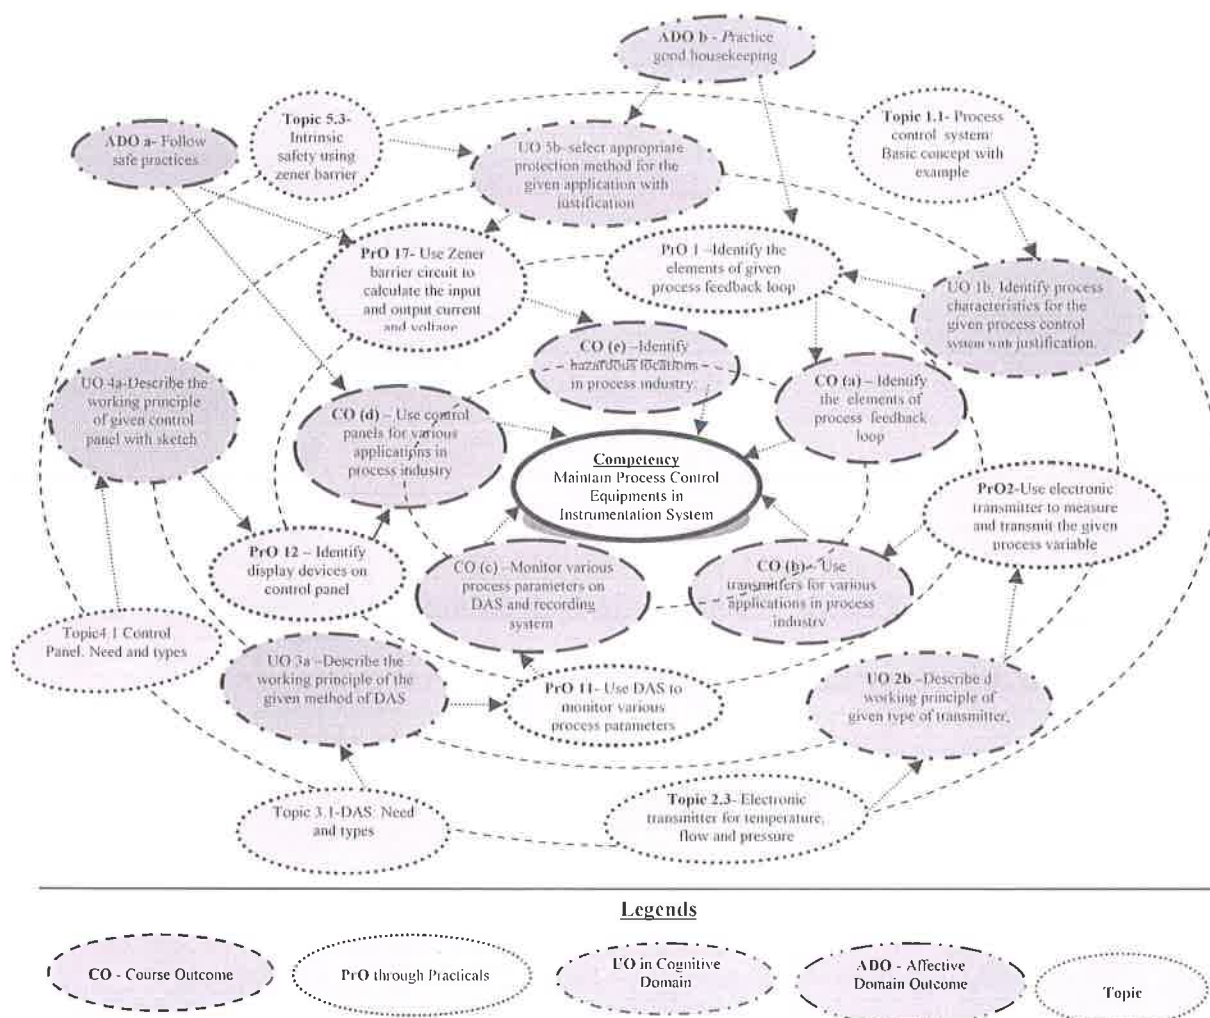 ADO b - Practice
good housekeeping
Topic 5.3-
Intrinsic
safety using
zener barrier
Topic 1.1- Process
control system:
Basic concept with
example
ADO a- Follow
safe practices
UO 5b- select appropriate
protection method for the
given application with
justification
PrO 17- Use Zener
barrier circuit to
calculate the input
and output current
and voltage
PrO 1 –Identify the
elements of given
process feedback loop
UO 1b. Identify process
characteristics for the
given process control
system with justification.
UO 4a-Describe the
working principle
of given control
panel with sketch
CO (e) –Identify
hazardous locations
in process industry.
CO (d) – Use control
panels for various
applications in
process industry
CO (a) – Identify
the elements of
process feedback
loop
Competency
Maintain Process Control
Equipments in
Instrumentation System
PrO2-Use electronic
transmitter to measure
and transmit the given
process variable
PrO 12 – Identify
display devices on
control panel
CO (c) – Monitor various
process parameters on
DAS and recording
system
CO (b) – Use
transmitters for various
applications in process
industry
Topic4.1 Control
Panel. Need and types
UO 3a –Describe the
working principle of the
given method of DAS
PrO 11- Use DAS to
monitor various
process parameters
UO 2b –Describe d
working principle of
given type of transmitter,
Topic 3.1-DAS: Need
and types
Topic 2.3- Electronic
transmitter for temperature,
flow and pressure
Legends
CO - Course Outcome
PrO through Practicals
UO in Cognitive
Domain
ADO - Affective
Domain Outcome
Topic